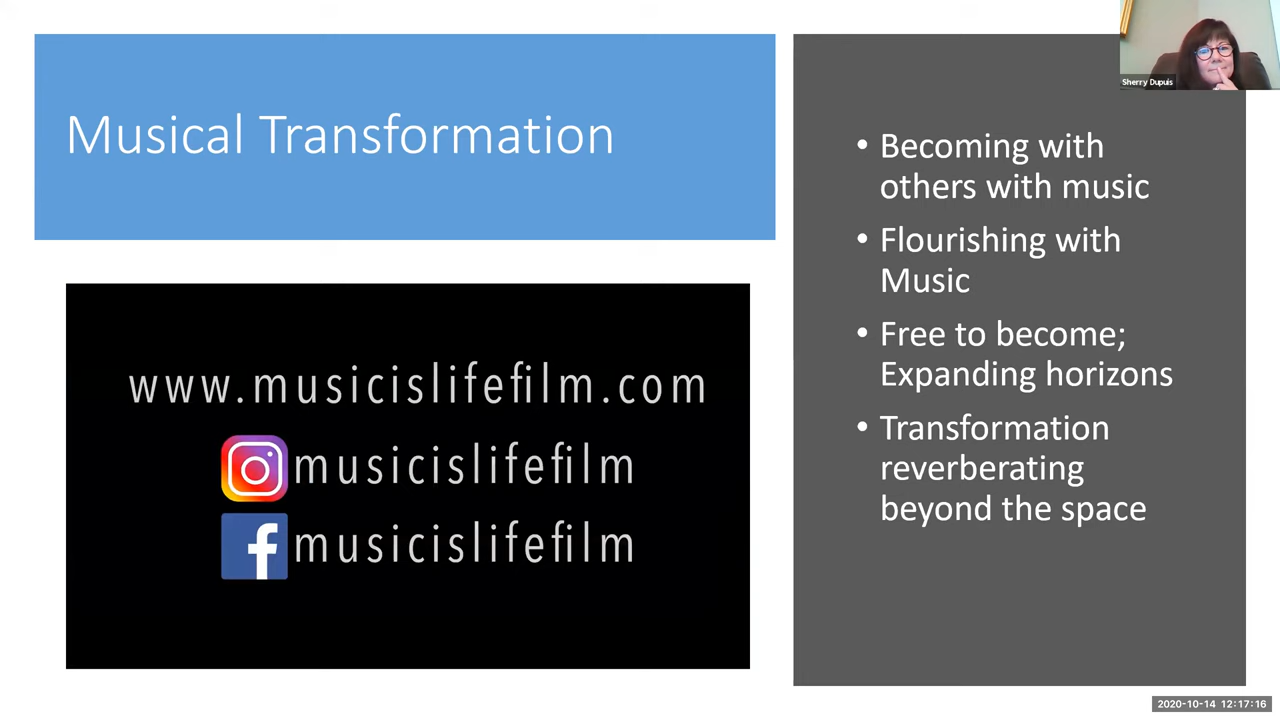 Musical Transformation
www.musicislifefilm.com
musicislifefilm
musicislifefilm
• Becoming with
others with music
• Flourishing with
Music
• Free to become;
Expanding horizons
• Transformation
reverberating
beyond the space
Sherry Dupuis
2020-10-14 12:17:16